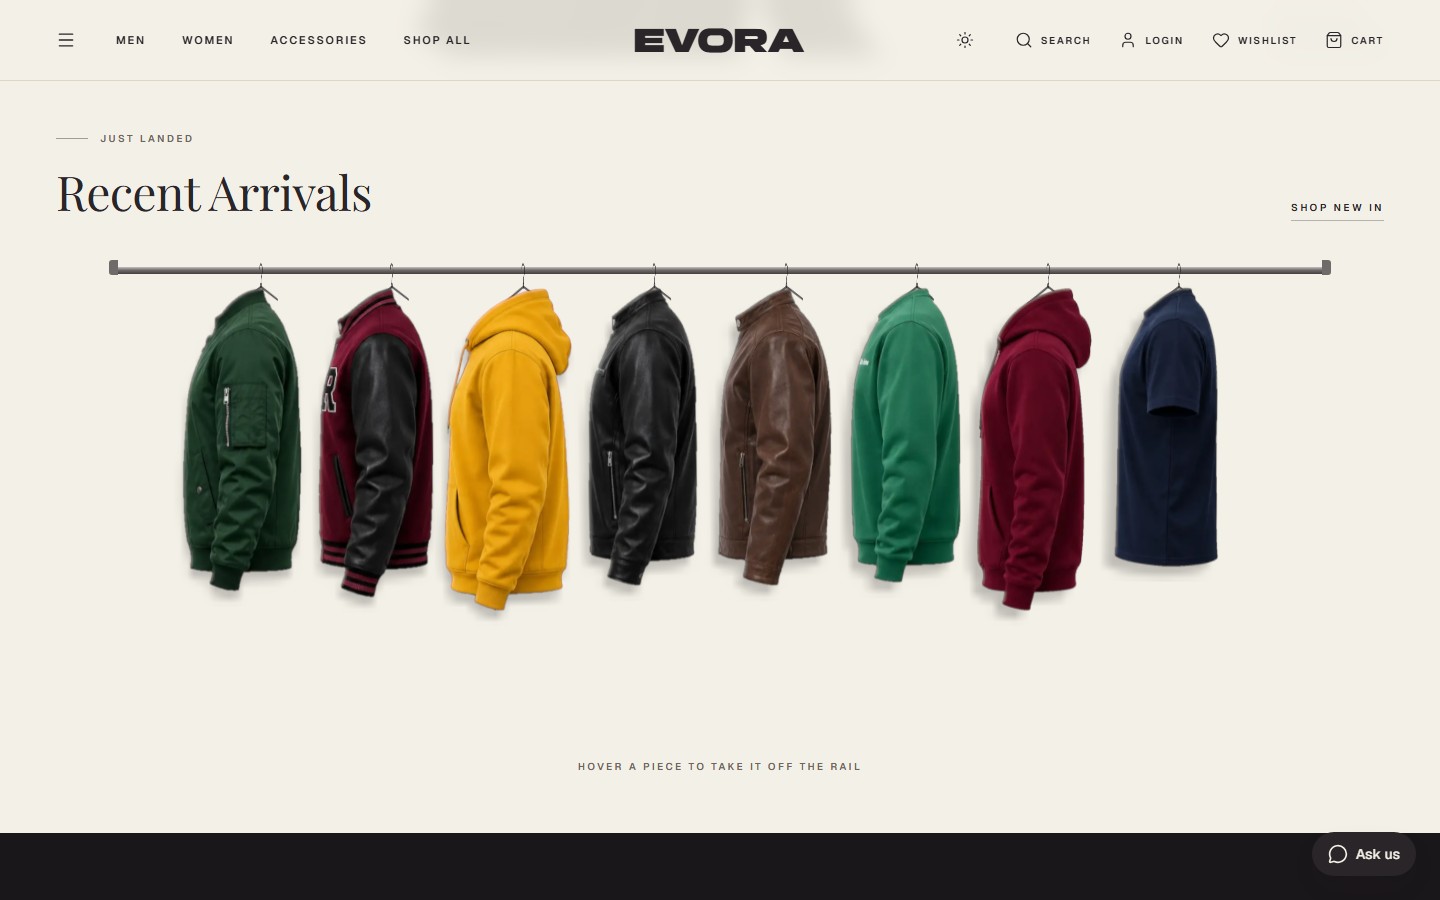 MEN WOMEN ACCESSORIES SHOP ALL EVORA SEARCH LOGIN WISHLIST CART
JUST LANDED
Recent Arrivals
SHOP NEW IN
R
HOVER A PIECE TO TAKE IT OFF THE RAIL
Ask us